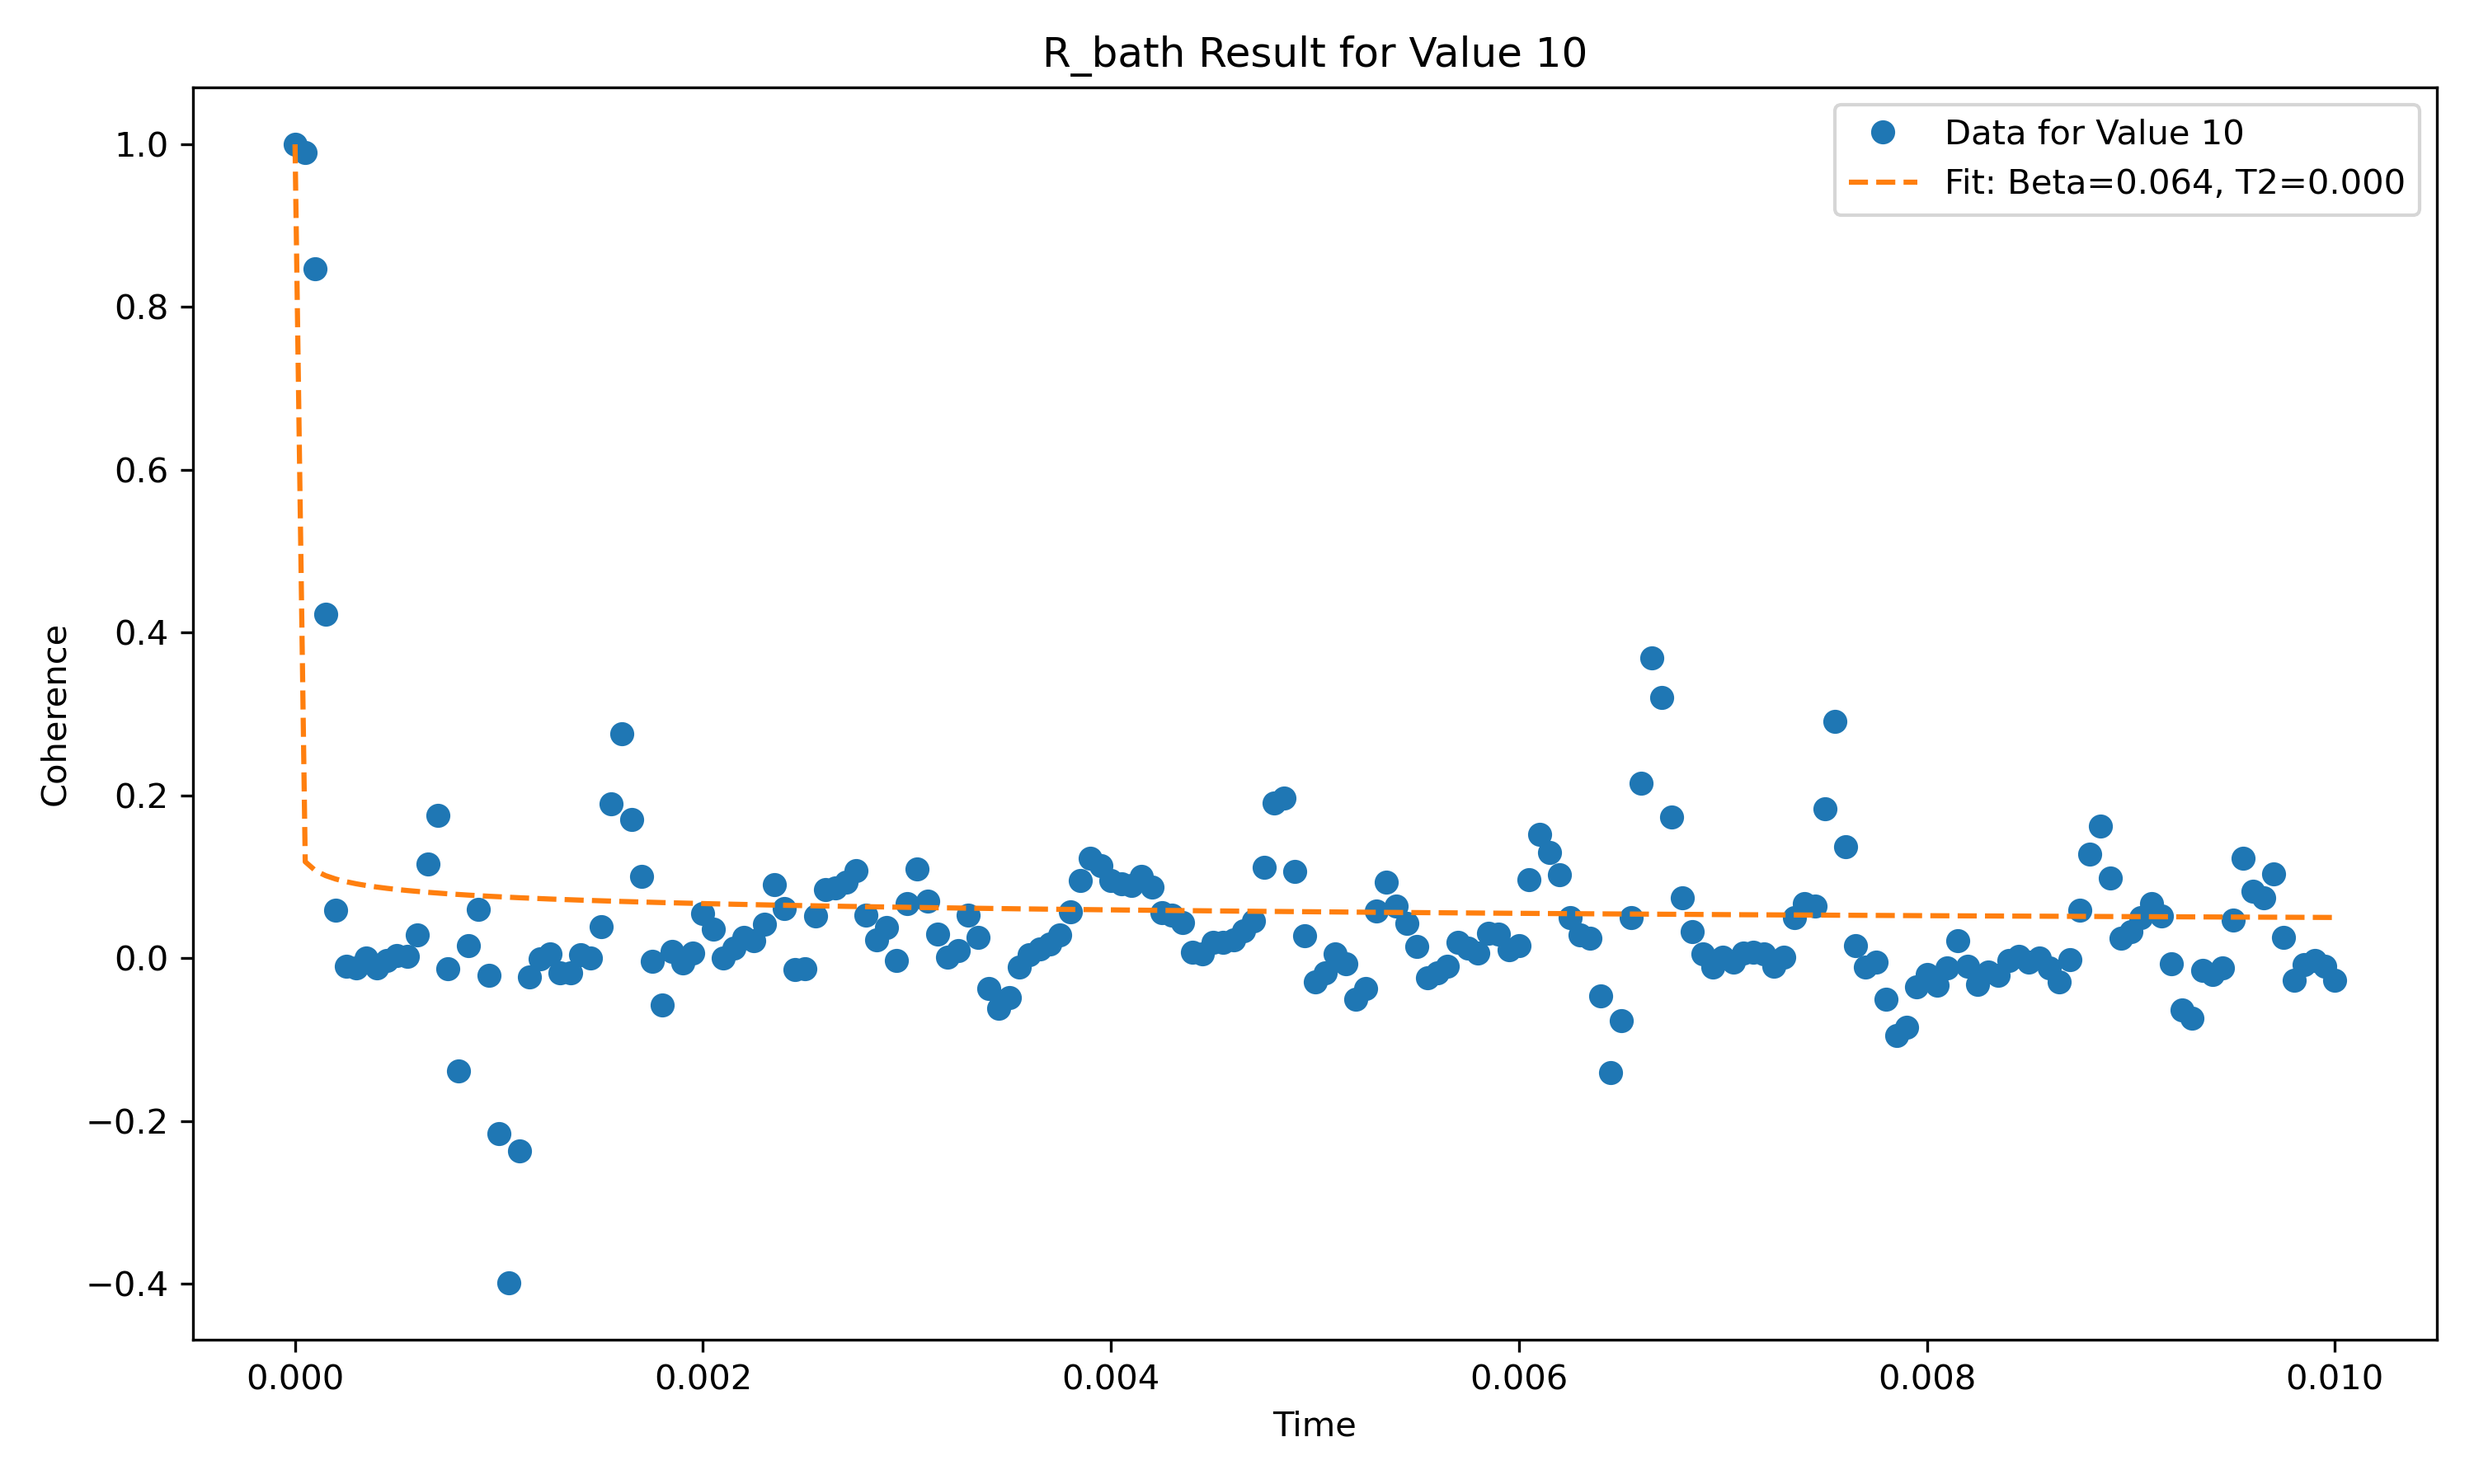 R_bath Result for Value 10
Data for Value 10
Fit: Beta=0.064, T2=0.000
Coherence
1.0
0.8
0.6
0.4
0.2
0.0
−0.2
−0.4
0.000
0.002
0.004
0.006
0.008
0.010
Time